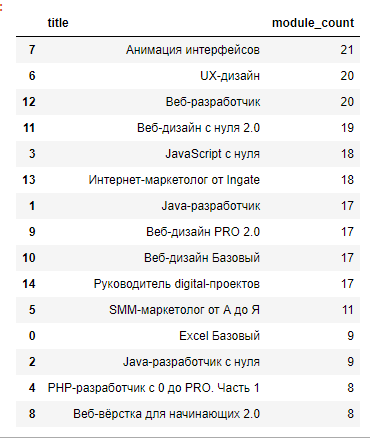 title module_count
7 Анимация интерфейсов 21
6 UX-дизайн 20
12 Веб-разработчик 20
11 Веб-дизайн с нуля 2.0 19
3 JavaScript с нуля 18
13 Интернет-маркетолог от Ingate 18
1 Java-разработчик 17
9 Веб-дизайн PRO 2.0 17
10 Веб-дизайн Базовый 17
14 Руководитель digital-проектов 17
5 SMM-маркетолог от А до Я 11
0 Excel Базовый 9
2 Java-разработчик с нуля 9
4 PHP-разработчик с 0 до PRO. Часть 1 8
8 Веб-вёрстка для начинающих 2.0 8